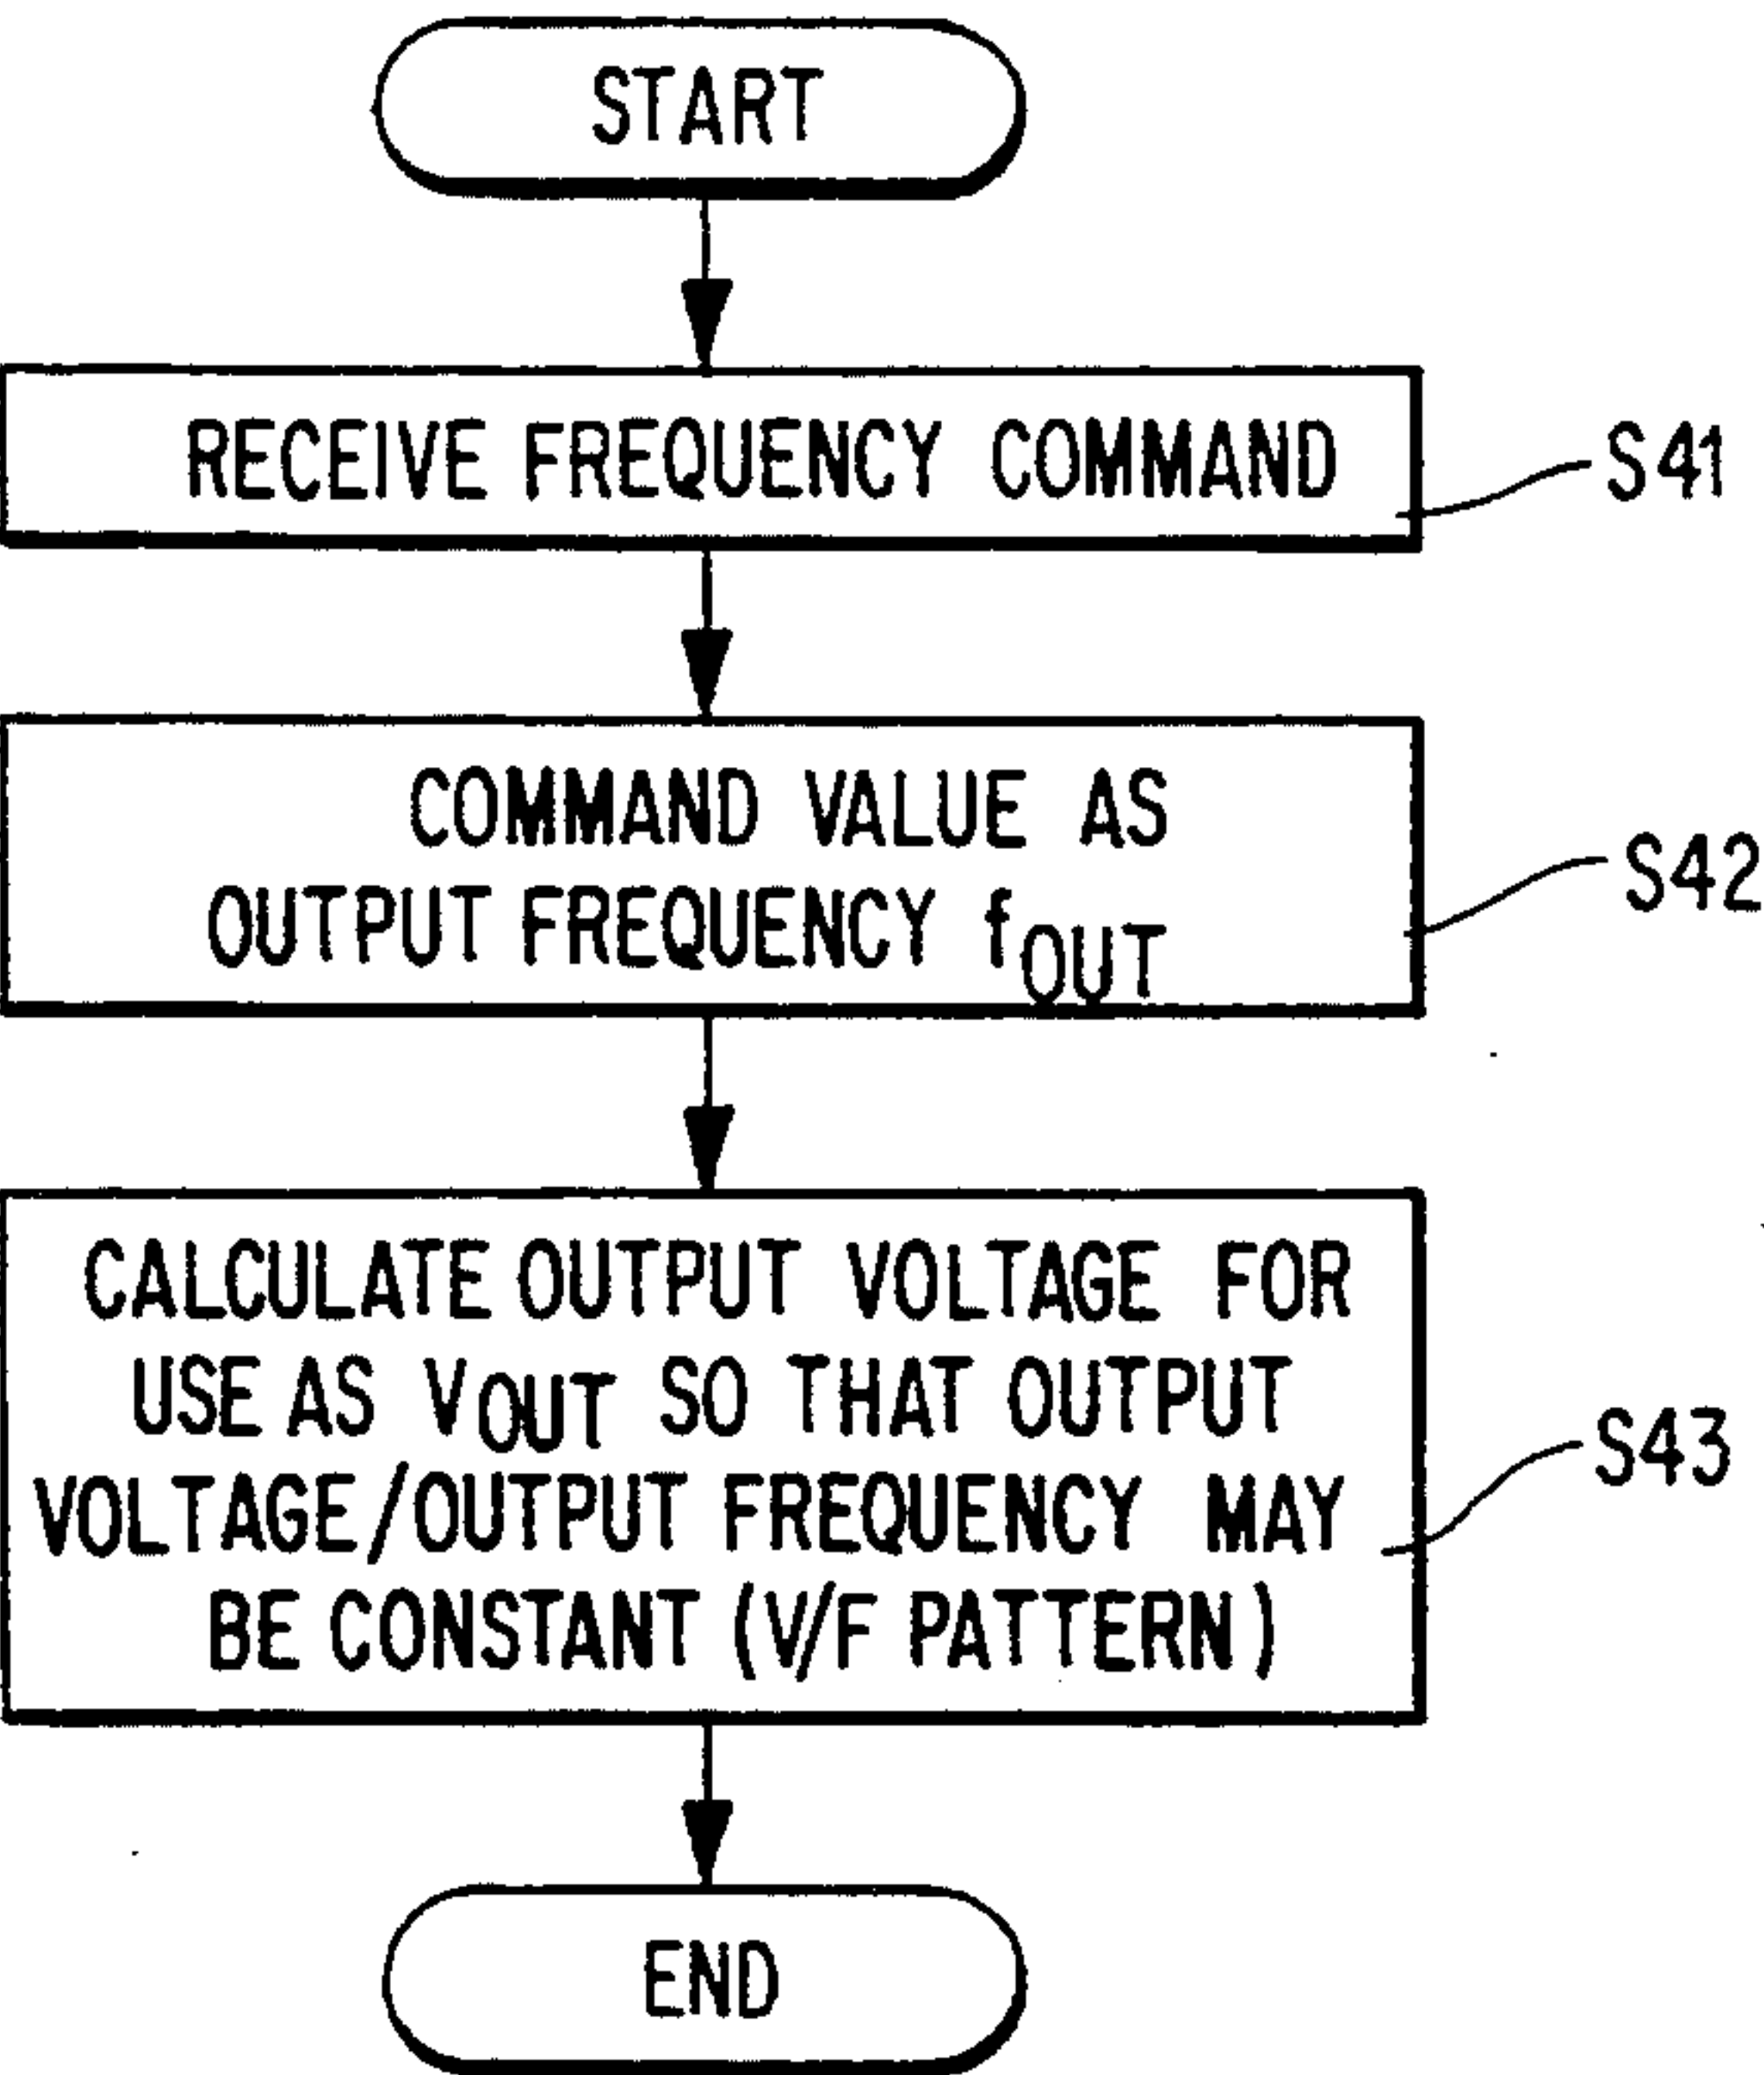 START
RECEIVE FREQUENCY COMMAND
S41
COMMAND VALUE AS
OUTPUT FREQUENCY fOUT
S42
CALCULATE OUTPUT VOLTAGE FOR
USE AS VOUT SO THAT OUTPUT
VOLTAGE/OUTPUT FREQUENCY MAY
BE CONSTANT (V/F PATTERN)
S43
END